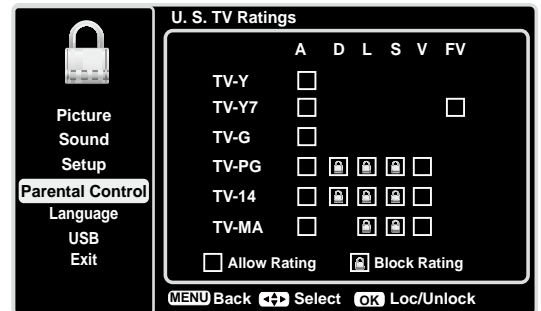 U. S. TV Ratings
A D L S V FV
TV-Y
TV-Y7
TV-G
TV-PG
TV-14
TV-MA
Allow Rating Block Rating
Picture
Sound
Setup
Parental Control
Language
USB
Exit
MENU Back Select OK Loc/Unlock